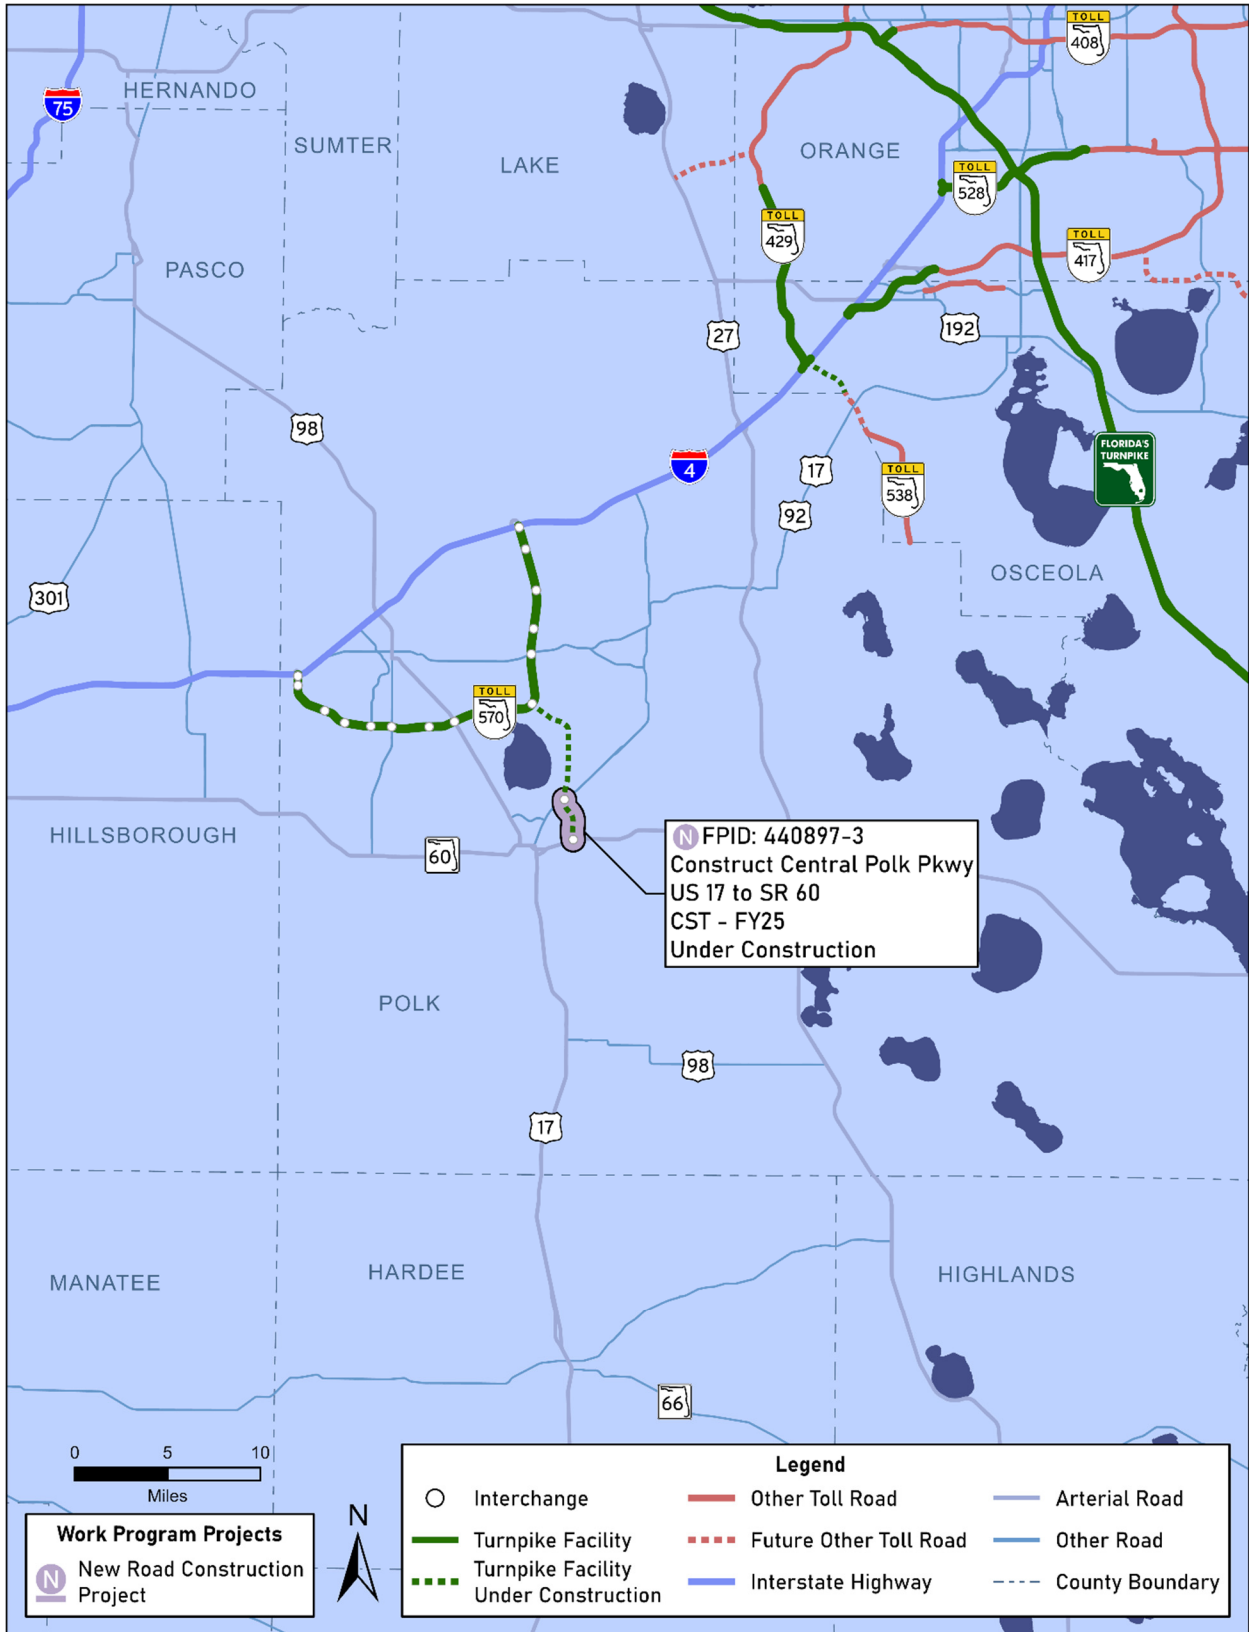 TOLL
408
HERNANDO
75
SUMTER
LAKE
ORANGE
TOLL
528
TOLL
429
TOLL
417
PASCO
27
192
98
FLORIDA'S
TURNPIKE
4
17
TOLL
538
92
OSCEOLA
301
TOLL
570
HILLSBOROUGH
60
N FPID: 440897-3
Construct Central Polk Pkwy
US 17 to SR 60
CST - FY25
Under Construction
POLK
98
17
MANATEE
HARDEE
HIGHLANDS
66
0 5 10
Miles
N
Work Program Projects
N New Road Construction
Project
Legend
Interchange
Turnpike Facility
Turnpike Facility
Under Construction
Other Toll Road
Future Other Toll Road
Interstate Highway
Arterial Road
Other Road
County Boundary